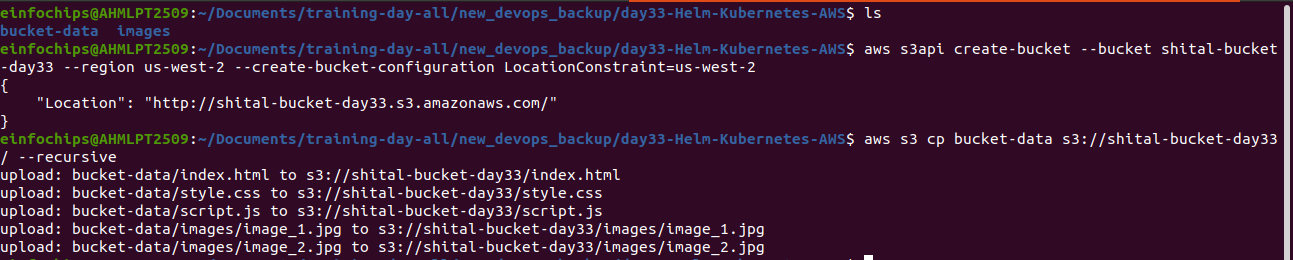 einfochips@AHMLPT2509:~/Documents/training-day-all/new_devops_backup/day33-Helm-Kubernetes-AWS$ ls
bucket-data  images
einfochips@AHMLPT2509:~/Documents/training-day-all/new_devops_backup/day33-Helm-Kubernetes-AWS$ aws s3api create-bucket --bucket shital-bucket
-day33 --region us-west-2 --create-bucket-configuration LocationConstraint=us-west-2
{
    "Location": "http://shital-bucket-day33.s3.amazonaws.com/"
}
einfochips@AHMLPT2509:~/Documents/training-day-all/new_devops_backup/day33-Helm-Kubernetes-AWS$ aws s3 cp bucket-data s3://shital-bucket-day33
/ --recursive
upload: bucket-data/index.html to s3://shital-bucket-day33/index.html
upload: bucket-data/style.css to s3://shital-bucket-day33/style.css
upload: bucket-data/script.js to s3://shital-bucket-day33/script.js
upload: bucket-data/images/image_1.jpg to s3://shital-bucket-day33/images/image_1.jpg
upload: bucket-data/images/image_2.jpg to s3://shital-bucket-day33/images/image_2.jpg